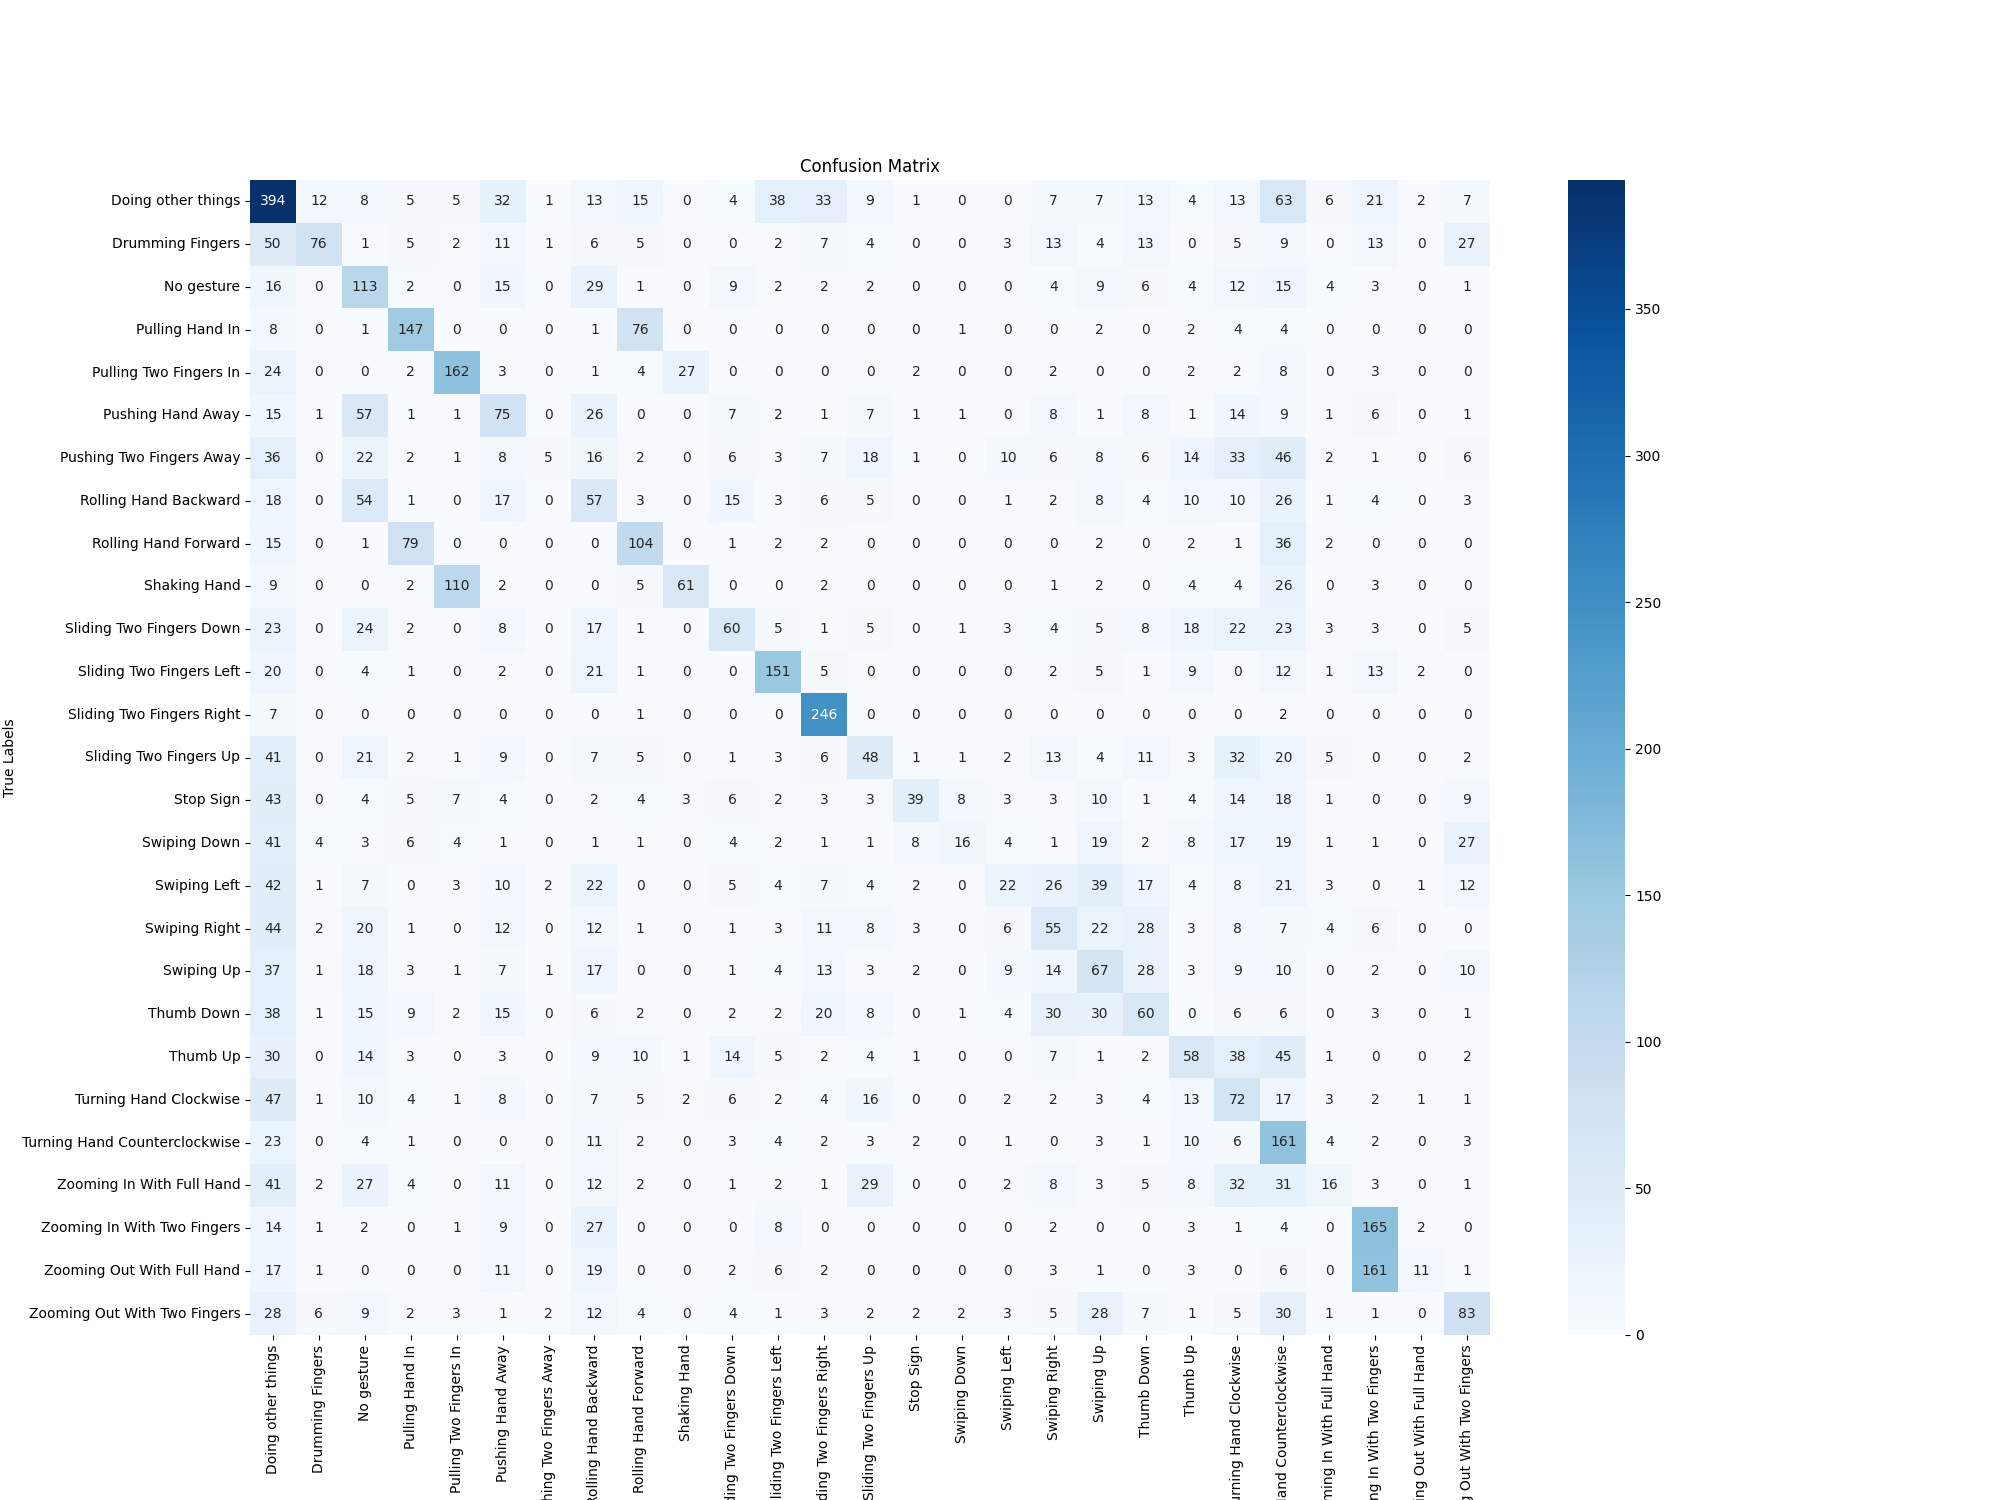 Confusion Matrix
True Labels
Doing other things 394 12 8 5 5 32 1 13 15 0 4 38 33 9 1 0 0 7 7 13 4 13 63 6 21 2 7
Drumming Fingers 50 76 1 5 2 11 1 6 5 0 0 2 7 4 0 0 3 13 4 13 0 5 9 0 13 0 27
No gesture 16 0 113 2 0 15 0 29 1 0 9 2 2 2 0 0 0 4 9 6 4 12 15 4 3 0 1
Pulling Hand In 8 0 1 147 0 0 0 1 76 0 0 0 0 0 0 1 0 0 2 0 2 4 4 0 0 0 0
Pulling Two Fingers In 24 0 0 2 162 3 0 1 4 27 0 0 0 0 2 0 0 2 0 0 2 2 8 0 3 0 0
Pushing Hand Away 15 1 57 1 1 75 0 26 0 0 7 2 1 7 1 1 0 8 1 8 1 14 9 1 6 0 1
Pushing Two Fingers Away 36 0 22 2 1 8 5 16 2 0 6 3 7 18 1 0 10 6 8 6 14 33 46 2 1 0 6
Rolling Hand Backward 18 0 54 1 0 17 0 57 3 0 15 3 6 5 0 0 1 2 8 4 10 10 26 1 4 0 3
Rolling Hand Forward 15 0 1 79 0 0 0 0 104 0 1 2 2 0 0 0 0 0 2 0 2 1 36 2 0 0 0
Shaking Hand 9 0 0 2 110 2 0 0 5 61 0 0 2 0 0 0 0 1 2 0 4 4 26 0 3 0 0
Sliding Two Fingers Down 23 0 24 2 0 8 0 17 1 0 60 5 1 5 0 1 3 4 5 8 18 22 23 3 3 0 5
Sliding Two Fingers Left 20 0 4 1 0 2 0 21 1 0 0 151 5 0 0 0 0 2 5 1 9 0 12 1 13 2 0
Sliding Two Fingers Right 7 0 0 0 0 0 0 0 1 0 0 0 246 0 0 0 0 0 0 0 0 0 2 0 0 0 0
Sliding Two Fingers Up 41 0 21 2 1 9 0 7 5 0 1 3 6 48 1 1 2 13 4 11 3 32 20 5 0 0 2
Stop Sign 43 0 4 5 7 4 0 2 4 3 6 2 3 3 39 8 3 3 10 1 4 14 18 1 0 0 9
Swiping Down 41 4 3 6 4 1 0 1 1 0 4 2 1 1 8 16 4 1 19 2 8 17 19 1 1 0 27
Swiping Left 42 1 7 0 3 10 2 22 0 0 5 4 7 4 2 0 22 26 39 17 4 8 21 3 0 1 12
Swiping Right 44 2 20 1 0 12 0 12 1 0 1 3 11 8 3 0 6 55 22 28 3 8 7 4 6 0 0
Swiping Up 37 1 18 3 1 7 1 17 0 0 1 4 13 3 2 0 9 14 67 28 3 9 10 0 2 0 10
Thumb Down 38 1 15 9 2 15 0 6 2 0 2 2 20 8 0 1 4 30 30 60 0 6 6 0 3 0 1
Thumb Up 30 0 14 3 0 3 0 9 10 1 14 5 2 4 1 0 0 7 1 2 58 38 45 1 0 0 2
Turning Hand Clockwise 47 1 10 4 1 8 0 7 5 2 6 2 4 16 0 0 2 2 3 4 13 72 17 3 2 1 1
Turning Hand Counterclockwise 23 0 4 1 0 0 0 11 2 0 3 4 2 3 2 0 1 0 3 1 10 6 161 4 2 0 3
Zooming In With Full Hand 41 2 27 4 0 11 0 12 2 0 1 2 1 29 0 0 2 8 3 5 8 32 31 16 3 0 1
Zooming In With Two Fingers 14 1 2 0 1 9 0 27 0 0 0 8 0 0 0 0 0 2 0 0 3 1 4 0 165 2 0
Zooming Out With Full Hand 17 1 0 0 0 11 0 19 0 0 2 6 2 0 0 0 0 3 1 0 3 0 6 0 161 11 1
Zooming Out With Two Fingers 28 6 9 2 3 1 2 12 4 0 4 1 3 2 2 2 3 5 28 7 1 5 30 1 1 0 83
Doing other things
Drumming Fingers
No gesture
Pulling Hand In
Pulling Two Fingers In
Pushing Hand Away
hing Two Fingers Away
Rolling Hand Backward
Rolling Hand Forward
Shaking Hand
ding Two Fingers Down
liding Two Fingers Left
ding Two Fingers Right
Sliding Two Fingers Up
Stop Sign
Swiping Down
Swiping Left
Swiping Right
Swiping Up
Thumb Down
Thumb Up
urning Hand Clockwise
Hand Counterclockwise
ming In With Full Hand
ng In With Two Fingers
ing Out With Full Hand
g Out With Two Fingers
350
300
250
200
150
100
50
0